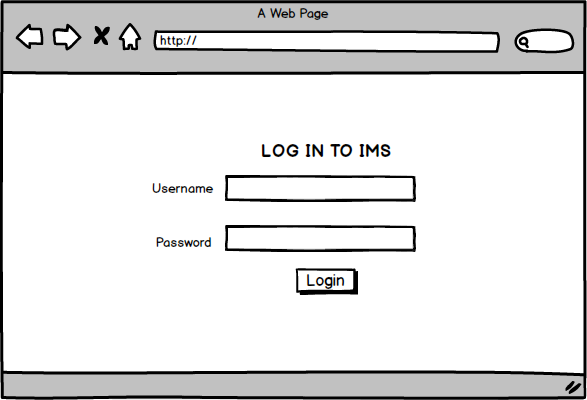 A Web Page
http://
LOG IN TO IMS
Username
Password
Login